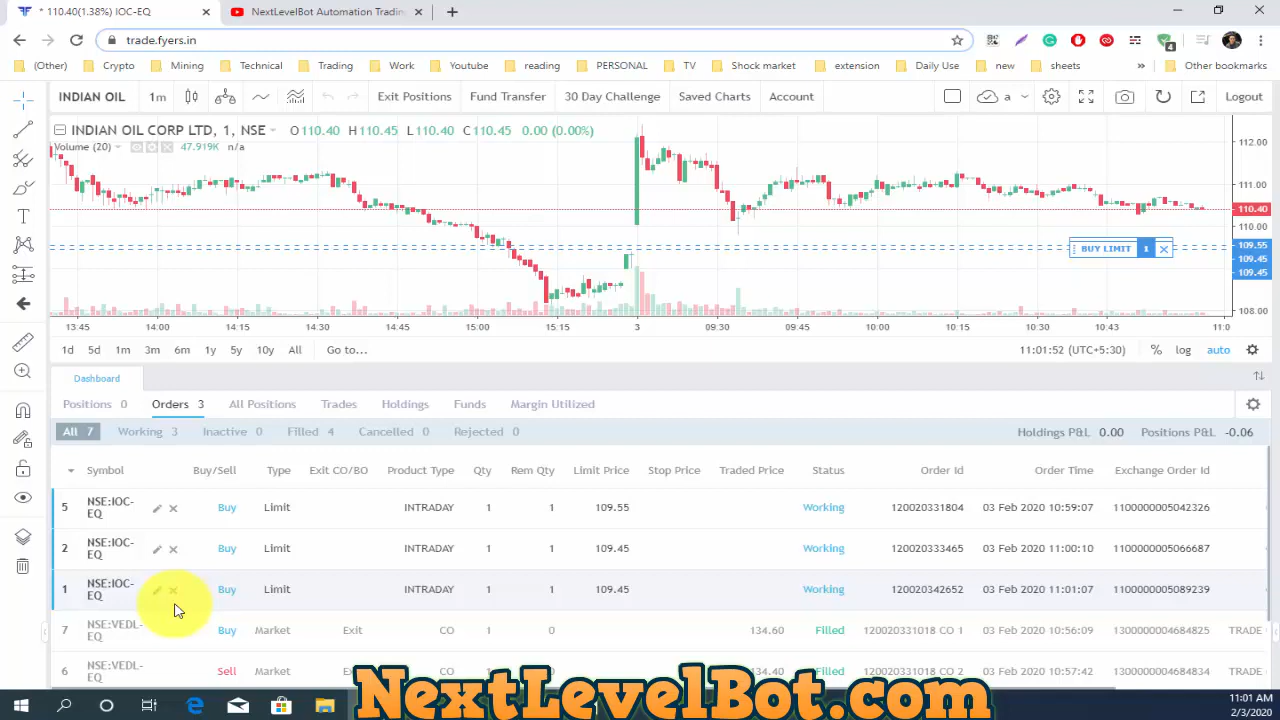 * 110.40(1.38%) IOC-EQ
NextLevelBot Automation Trading
trade.fyers.in
4
(Other) Crypto Mining Technical Trading Work Youtube reading PERSONAL TV Shock market extension Daily Use new sheets » Other bookmarks
INDIAN OIL 1m Exit Positions Fund Transfer 30 Day Challenge Saved Charts Account a Logout
INDIAN OIL CORP LTD, 1, NSE O110.40 H110.45 L110.40 C110.45 0.00 (0.00%)
Volume (20) 47.919K n/a
112.00
111.00
110.40
110.00
109.55
BUY LIMIT 1
109.45
109.45
108.00
13:45 14:00 14:15 14:30 14:45 15:00 15:15 3 09:30 09:45 10:00 10:15 10:30 10:43 11:0
1d 5d 1m 3m 6m 1y 5y 10y All Go to... 11:01:52 (UTC+5:30) % log auto
Dashboard
Positions 0 Orders 3 All Positions Trades Holdings Funds Margin Utilized
All 7 Working 3 Inactive 0 Filled 4 Cancelled 0 Rejected 0 Holdings P&L 0.00 Positions P&L -0.06
Symbol Buy/Sell Type Exit CO/BO Product Type Qty Rem Qty Limit Price Stop Price Traded Price Status Order Id Order Time Exchange Order Id
5 NSE:IOC-EQ Buy Limit INTRADAY 1 1 109.55 Working 120020331804 03 Feb 2020 10:59:07 1100000005042326
2 NSE:IOC-EQ Buy Limit INTRADAY 1 1 109.45 Working 120020333465 03 Feb 2020 11:00:10 1100000005066687
1 NSE:IOC-EQ Buy Limit INTRADAY 1 1 109.45 Working 120020342652 03 Feb 2020 11:01:07 1100000005089239
7 NSE:VEDL-EQ Buy Market Exit CO 1 0 134.60 Filled 120020331018 CO 1 03 Feb 2020 10:56:09 1300000004684825 TRADE
6 NSE:VEDL-EQ Sell Market CO 134.40 Filled 120020331018 CO 2 03 Feb 2020 10:57:42 1300000004684834 TRADE
NextLevelBot.com
11:01 AM
2/3/2020